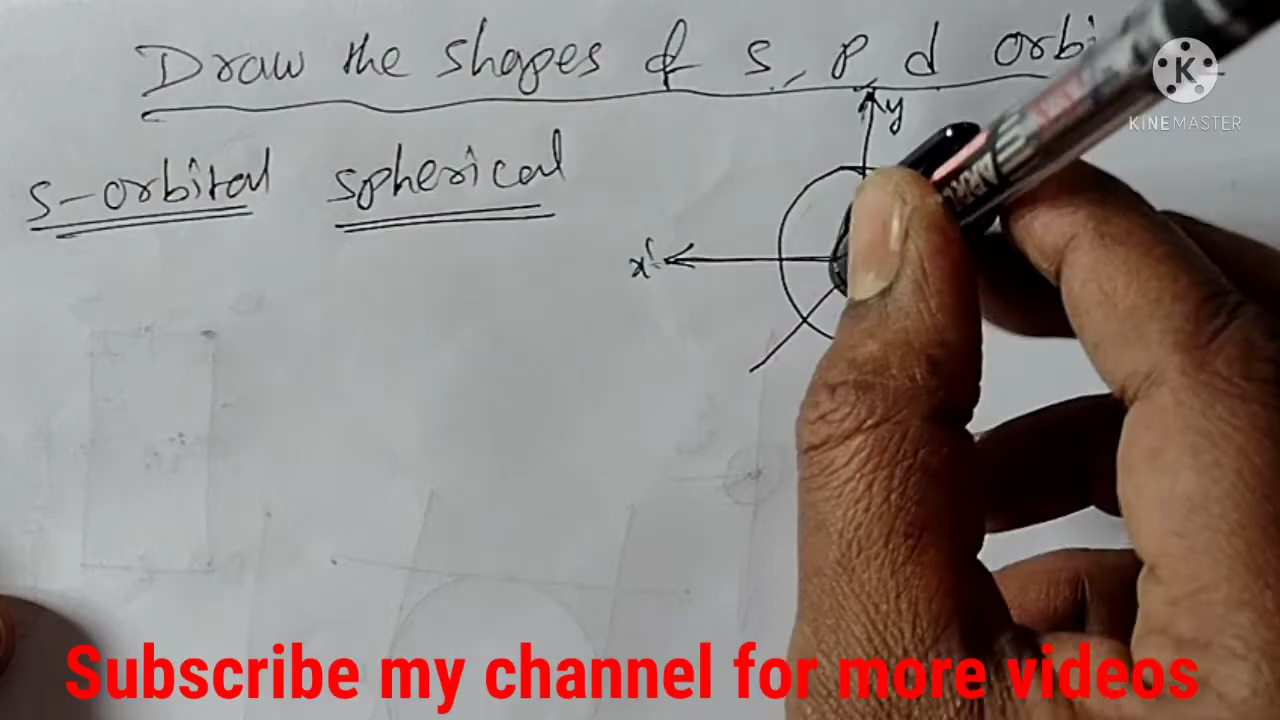 Draw the shapes of s, p, d orbi
K
KINEMASTER
y
s-orbital spherical
x'
Subscribe my channel for more videos